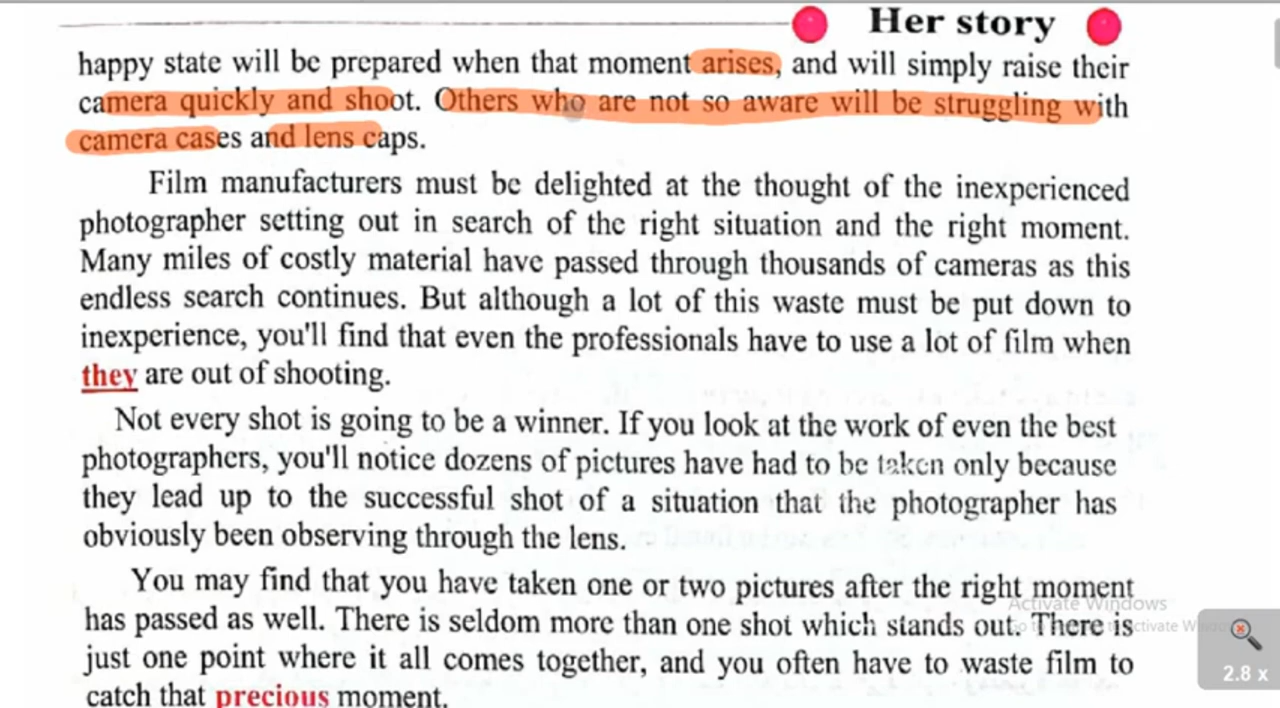 Her story
happy state will be prepared when that moment arises, and will simply raise their
camera quickly and shoot. Others who are not so aware will be struggling with
camera cases and lens caps.
Film manufacturers must be delighted at the thought of the inexperienced
photographer setting out in search of the right situation and the right moment.
Many miles of costly material have passed through thousands of cameras as this
endless search continues. But although a lot of this waste must be put down to
inexperience, you'll find that even the professionals have to use a lot of film when
they are out of shooting.
Not every shot is going to be a winner. If you look at the work of even the best
photographers, you'll notice dozens of pictures have had to be taken only because
they lead up to the successful shot of a situation that the photographer has
obviously been observing through the lens.
You may find that you have taken one or two pictures after the right moment
has passed as well. There is seldom more than one shot which stands out. There is
just one point where it all comes together, and you often have to waste film to
catch that precious moment.
Activate Windows
2.8 x